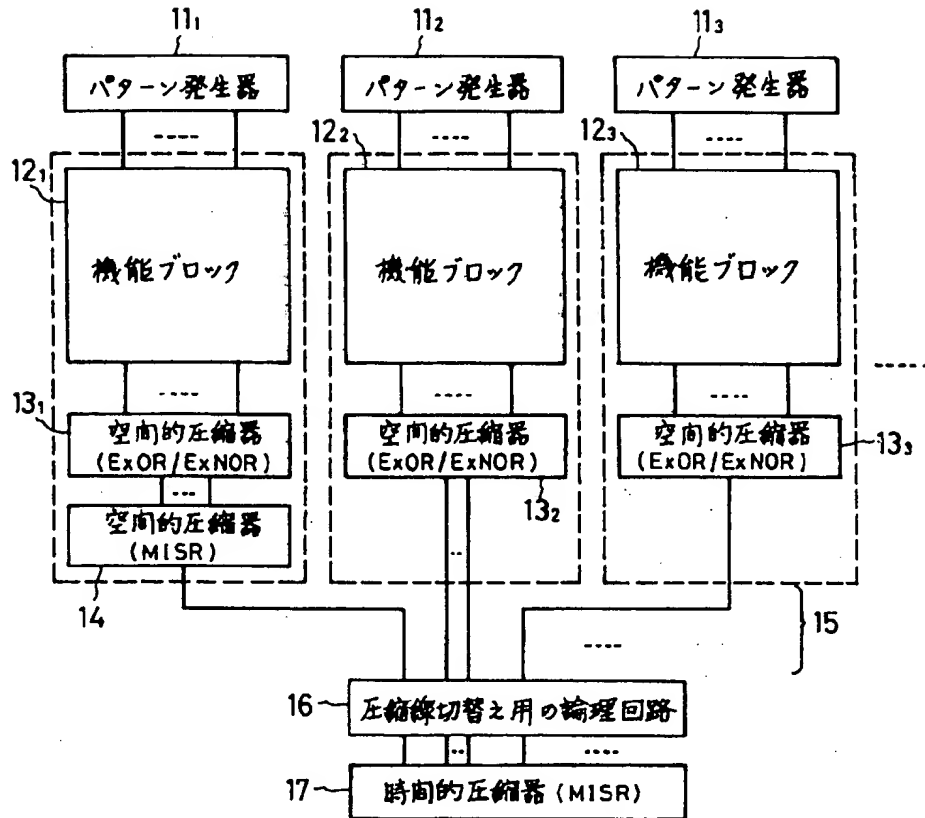 11₁
11₂
11₃
パターン発生器
パターン発生器
パターン発生器
12₁
12₂
12₃
機能ブロック
機能ブロック
機能ブロック
13₁
空間的圧縮器
(ExOR/ExNOR)
空間的圧縮器
(ExOR/ExNOR)
13₂
空間的圧縮器
(ExOR/ExNOR)
13₃
空間的圧縮器
(MISR)
14
15
16
圧縮線切替え用の論理回路
17
時間的圧縮器(MISR)